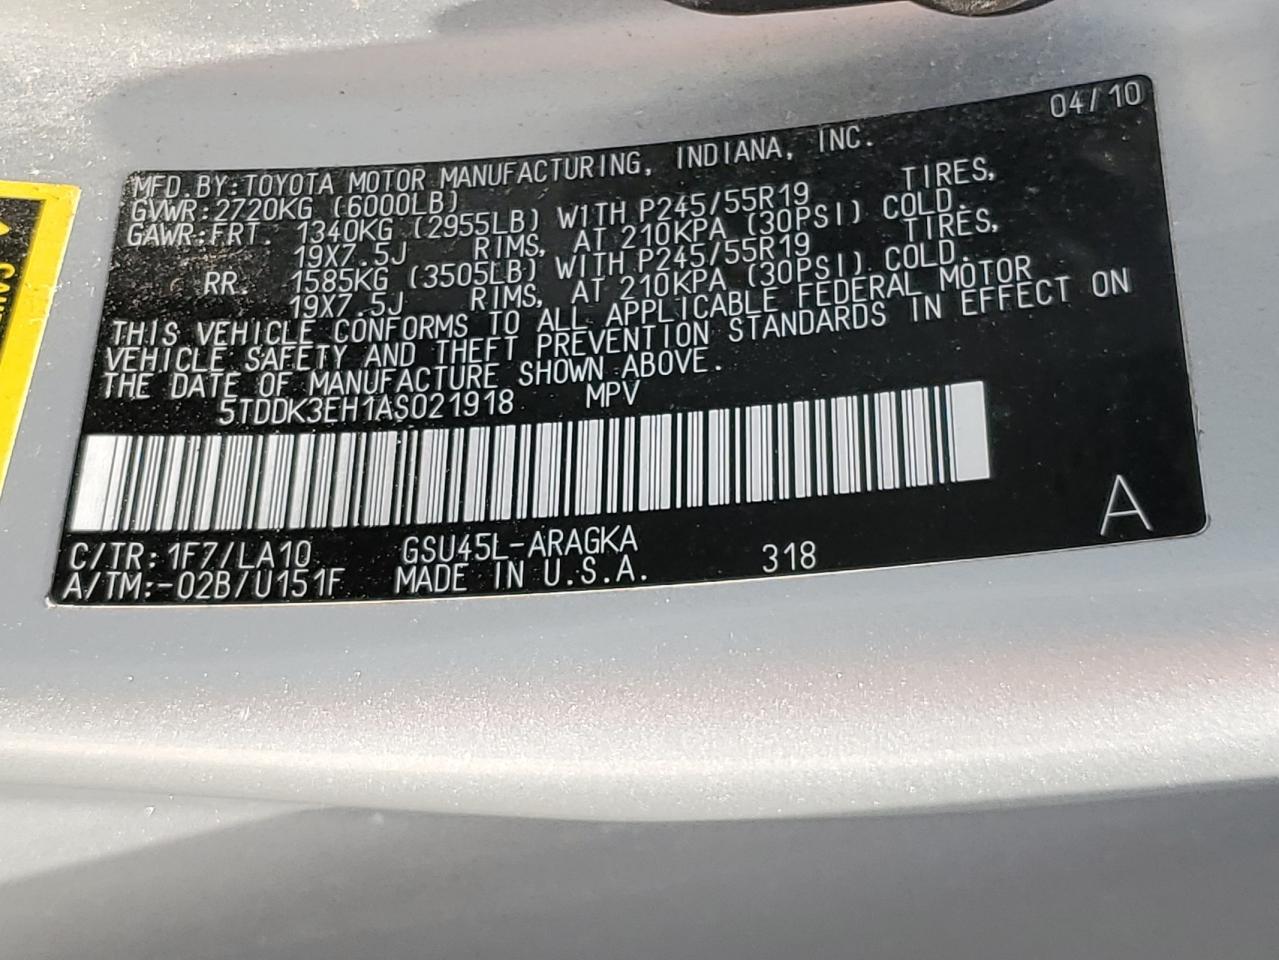 04/10
MFD.BY:TOYOTA MOTOR MANUFACTURING, INDIANA, INC.
GVWR:2720KG (6000LB)
GAWR:FRT. 1340KG (2955LB) WITH P245/55R19 TIRES,
19X7.5J RIMS, AT 210KPA (30PSI) COLD.
RR. 1585KG (3505LB) WITH P245/55R19 TIRES,
19X7.5J RIMS, AT 210KPA (30PSI) COLD.
THIS VEHICLE CONFORMS TO ALL APPLICABLE FEDERAL MOTOR
VEHICLE SAFETY AND THEFT PREVENTION STANDARDS IN EFFECT ON
THE DATE OF MANUFACTURE SHOWN ABOVE.
5TDDK3EH1AS021918 MPV
C/TR:1F7/LA10 GSU45L-ARAGKA 318 A
A/TM:-02B/U151F MADE IN U.S.A.